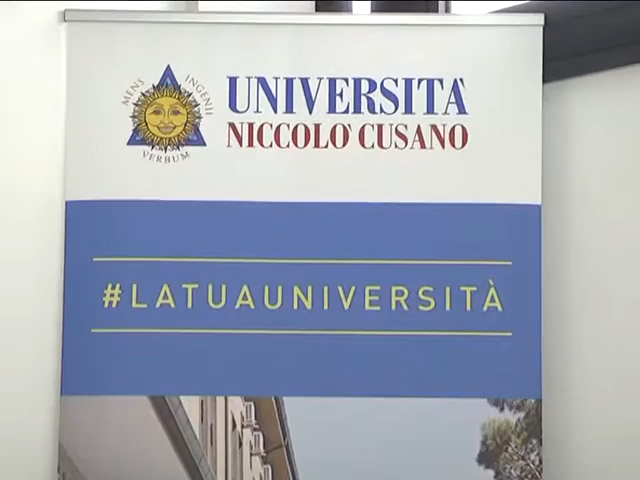 MENS INGENII
VERBUM
UNIVERSITA'
NICCOLO' CUSANO
#LATUAUNIVERSITÀ